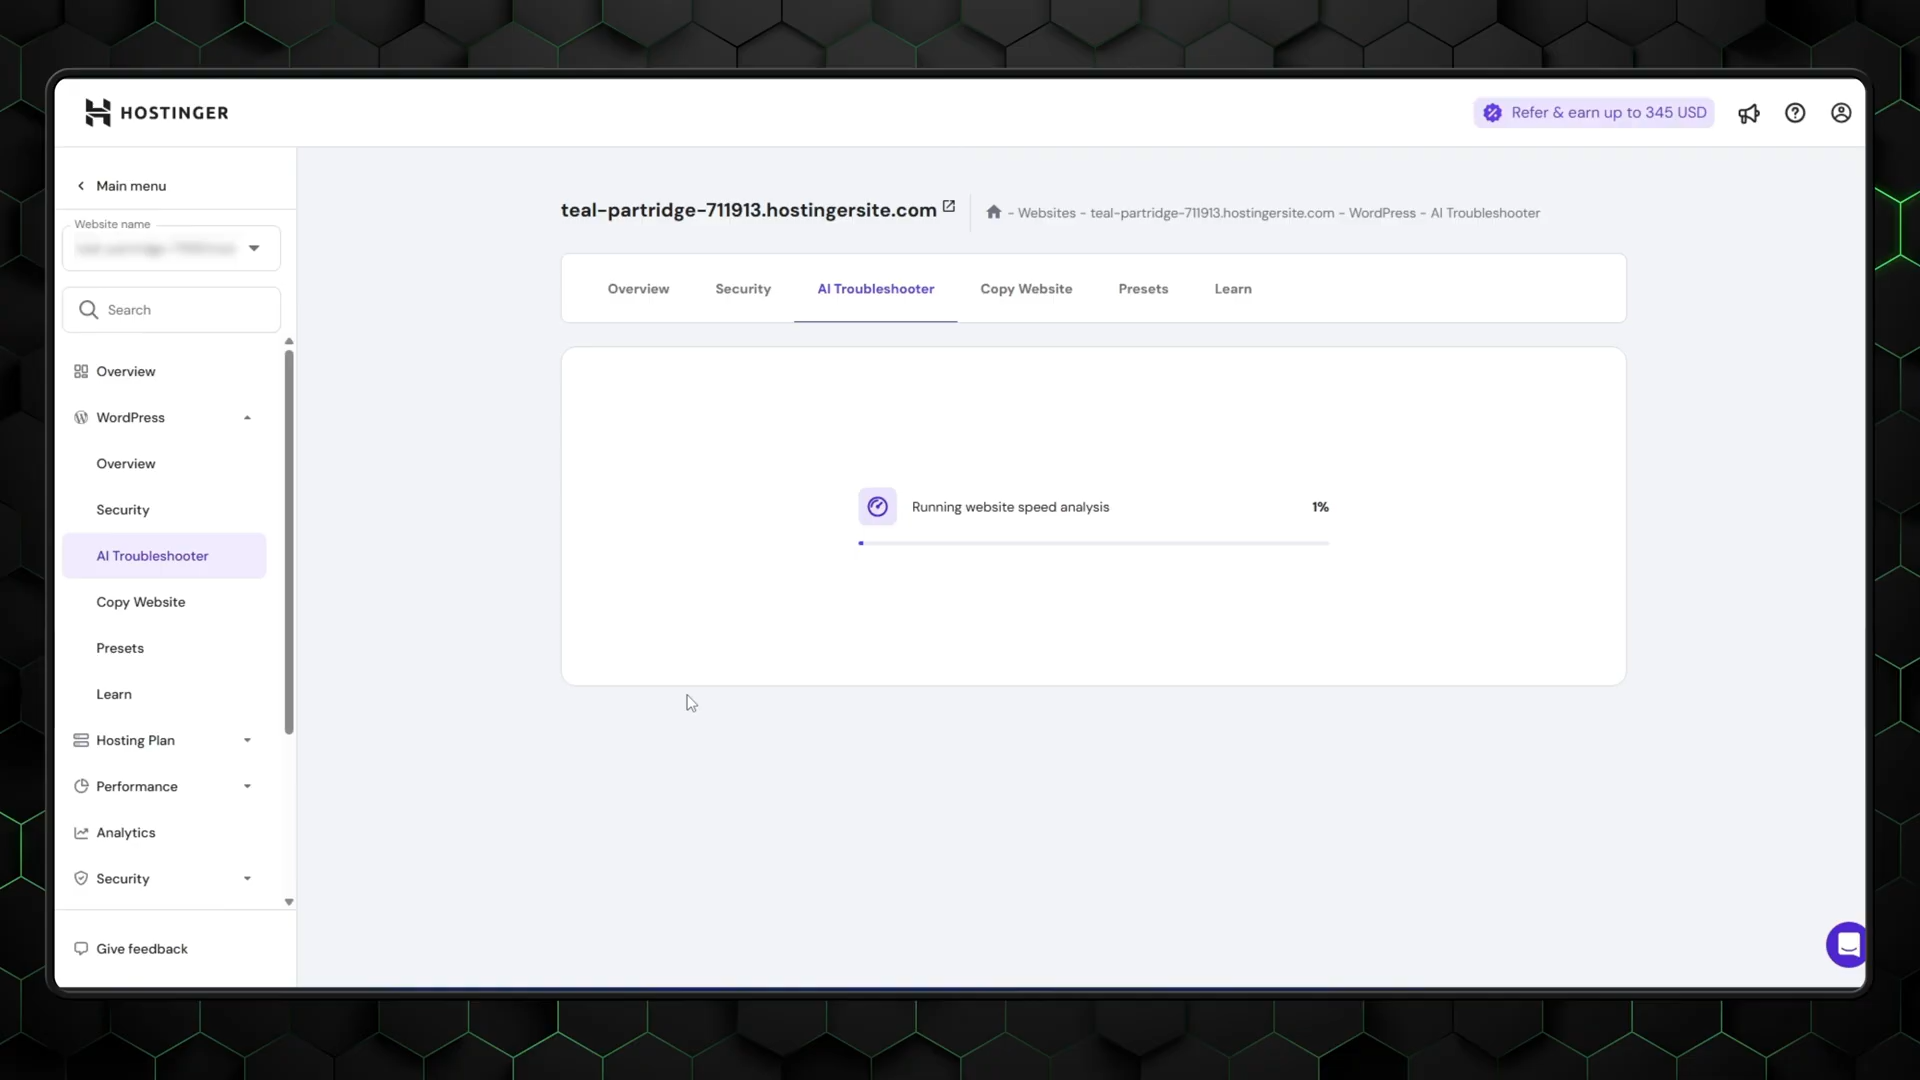 HOSTINGER
Refer & earn up to 345 USD
Main menu
Website name
Search
Overview
WordPress
Overview
Security
AI Troubleshooter
Copy Website
Presets
Learn
Hosting Plan
Performance
Analytics
Security
Give feedback
teal-partridge-711913.hostingersite.com
- Websites - teal-partridge-711913.hostingersite.com - WordPress - AI Troubleshooter
Overview Security AI Troubleshooter Copy Website Presets Learn
Running website speed analysis 1%